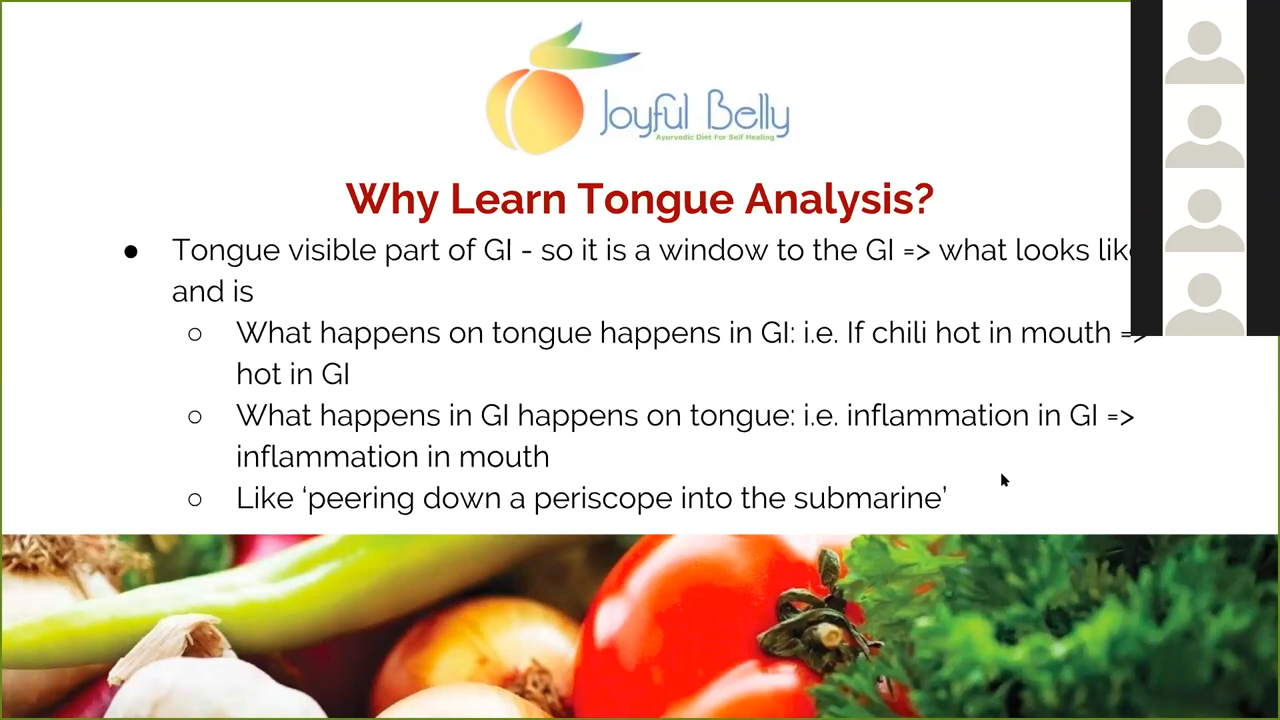 Joyful Belly
Ayurvedic Diet For Self Healing
Why Learn Tongue Analysis?
● Tongue visible part of GI - so it is a window to the GI => what looks
and is
○ What happens on tongue happens in GI: i.e. If chili hot in mouth =>
hot in GI
○ What happens in GI happens on tongue: i.e. inflammation in GI =>
inflammation in mouth
○ Like ‘peering down a periscope into the submarine’